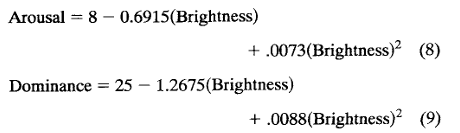 Arousal = 8 − 0.6915(Brightness)
+ .0073(Brightness)² (8)
Dominance = 25 − 1.2675(Brightness)
+ .0088(Brightness)² (9)